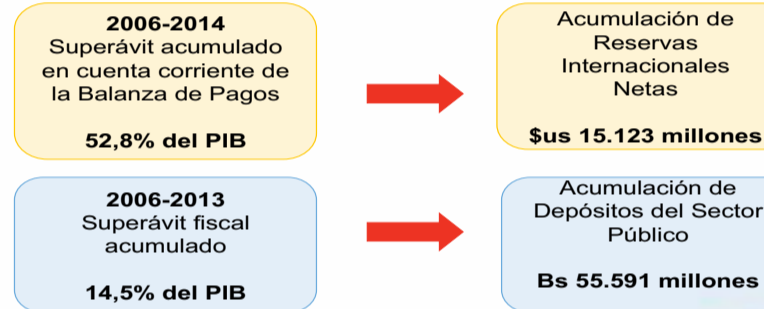 2006-2014
Superávit acumulado
en cuenta corriente de
la Balanza de Pagos
52,8% del PIB
Acumulación de
Reservas
Internacionales
Netas
$us 15.123 millones
2006-2013
Superávit fiscal
acumulado
14,5% del PIB
Acumulación de
Depósitos del Sector
Público
Bs 55.591 millones